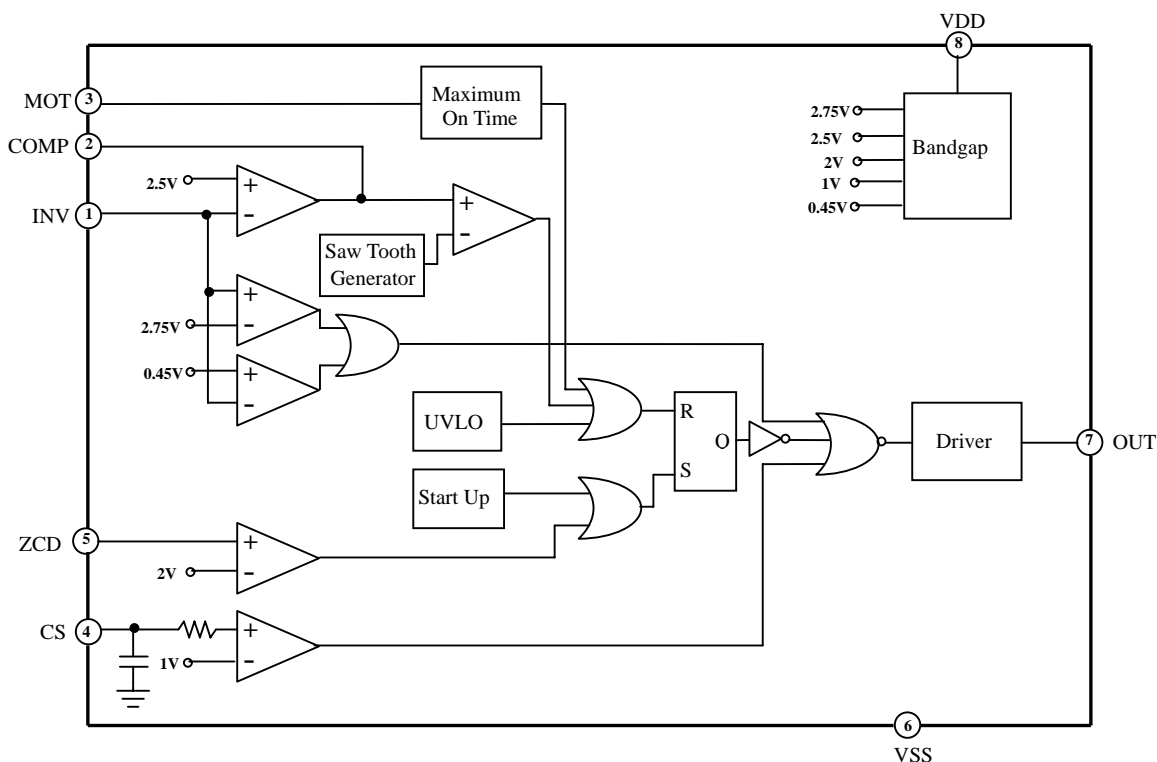 VDD
8
MOT
3
Maximum
On Time
COMP
2
2.75V
2.5V
2V
1V
0.45V
Bandgap
2.5V
+
-
INV
1
+
-
Saw Tooth
Generator
+
-
2.75V
0.45V
+
-
UVLO
R
O
S
Driver
7
OUT
Start Up
ZCD
5
+
-
2V
CS
4
+
-
1V
6
VSS